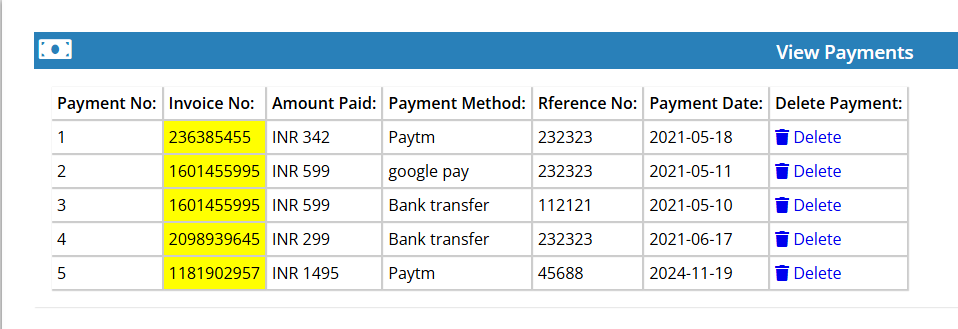 View Payments
Payment No: Invoice No: Amount Paid: Payment Method: Rference No: Payment Date: Delete Payment:
1 236385455 INR 342 Paytm 232323 2021-05-18 Delete
2 1601455995 INR 599 google pay 232323 2021-05-11 Delete
3 1601455995 INR 599 Bank transfer 112121 2021-05-10 Delete
4 2098939645 INR 299 Bank transfer 232323 2021-06-17 Delete
5 1181902957 INR 1495 Paytm 45688 2024-11-19 Delete